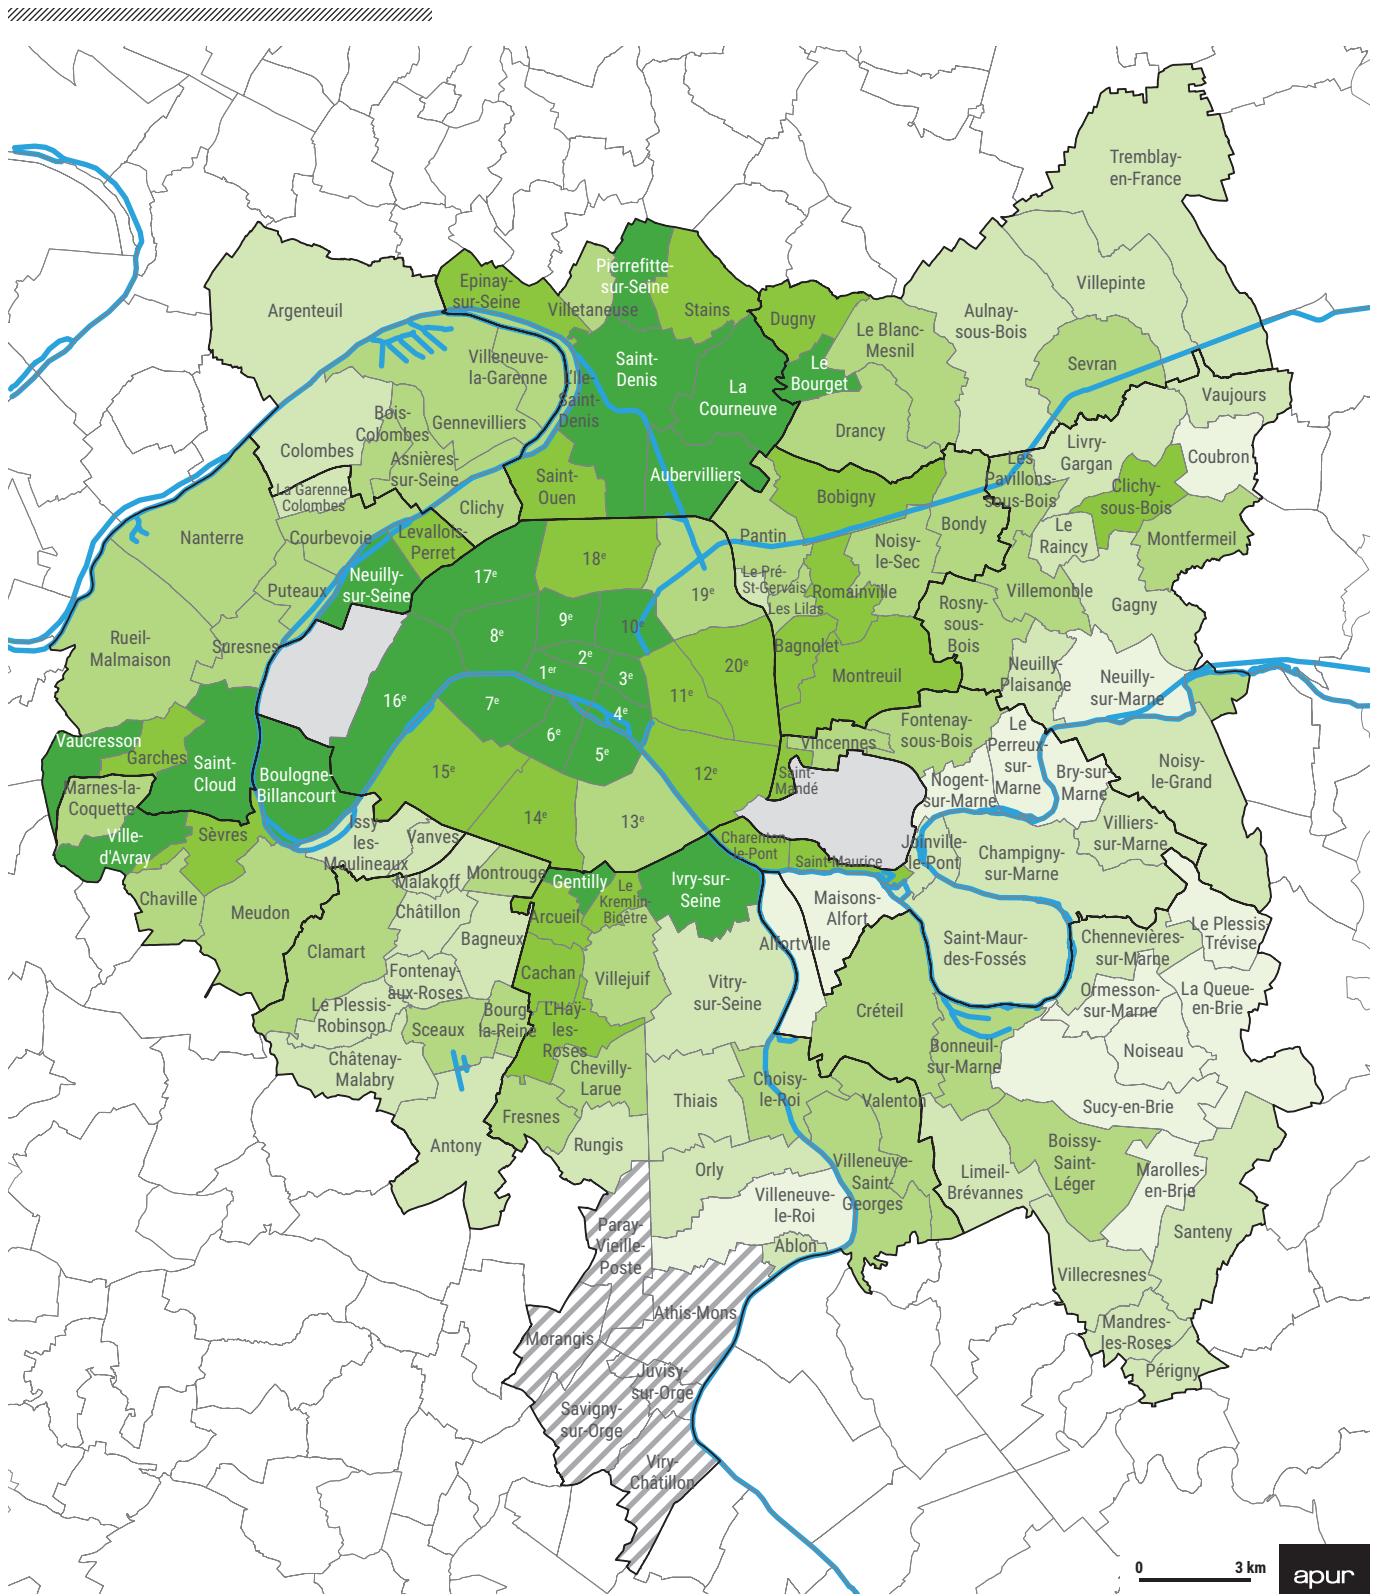 Tremblay-
en-France
Villepinte
Argenteuil
Epinay-
sur-Seine
Pierrefitte-
sur-Seine
Villetaneuse
Stains
Dugny
Le Blanc-
Mesnil
Aulnay-
sous-Bois
Sevran
Vaujours
Villeneuve-
la-Garenne
L'Ile-
Saint-
Denis
Saint-
Denis
La
Courneuve
Le
Bourget
Drancy
Bois-
Colombes
Gennevilliers
Colombes
Asnières-
sur-Seine
Aubervilliers
Livry-
Gargan
Coubron
Les
Pavillons-
sous-Bois
Clichy-
sous-Bois
La Garenne-
Colombes
Clichy
Saint-
Ouen
Bobigny
Bondy
Le
Raincy
Montfermeil
Nanterre
Courbevoie
Levallois-
Perret
Pantin
Noisy-
le-Sec
Neuilly-
sur-Seine
Puteaux
17e
18e
19e
Le Pré-
St-Gervais
Les Lilas
Romainville
Villemonble
Gagny
Rosny-
sous-
Bois
Rueil-
Malmaison
Suresnes
8e
9e
10e
2e
1er
3e
4e
16e
7e
6e
5e
11e
20e
Bagnolet
Montreuil
Neuilly-
Plaisance
Neuilly-
sur-Marne
Vaucresson
Garches
Saint-
Cloud
Boulogne-
Billancourt
Marnes-la-
Coquette
15e
14e
13e
12e
Vincennes
Saint-
Mandé
Fontenay-
sous-Bois
Le
Perreux-
sur-
Marne
Nogent-
sur-Marne
Bry-sur-
Marne
Noisy-
le-Grand
Ville-
d'Avray
Sèvres
Issy-
les-
Moulineaux
Vanves
Charenton-
le-Pont
Saint-Maurice
Joinville-
le-Pont
Champigny-
sur-Marne
Villiers-
sur-Marne
Chaville
Meudon
Malakoff
Montrouge
Gentilly
Le
Kremlin-
Bicêtre
Ivry-sur-
Seine
Maisons-
Alfort
Arcueil
Châtillon
Bagneux
Clamart
Alfortville
Saint-Maur-
des-Fossés
Chennevières-
sur-Marne
Le Plessis-
Trévise
Fontenay-
aux-Roses
Cachan
Villejuif
Vitry-
sur-Seine
Créteil
Ormesson-
sur-Marne
La Queue-
en-Brie
Le Plessis-
Robinson
Sceaux
Bourg-
la-Reine
L'Haÿ-
les-
Roses
Bonneuil-
sur-Marne
Noiseau
Châtenay-
Malabry
Chevilly-
Larue
Choisy-
le-Roi
Thiais
Valenton
Sucy-en-Brie
Fresnes
Rungis
Antony
Orly
Villeneuve-
Saint-
Georges
Limeil-
Brévannes
Boissy-
Saint-
Léger
Marolles-
en-Brie
Santeny
Villeneuve-
le-Roi
Ablon
Paray-
Vieille-
Poste
Villecresnes
Athis-Mons
Morangis
Mandres-
les-Roses
Périgny
Juvisy-
sur-Orge
Savigny-
sur-Orge
Viry-
Châtillon
0 3 km
apur